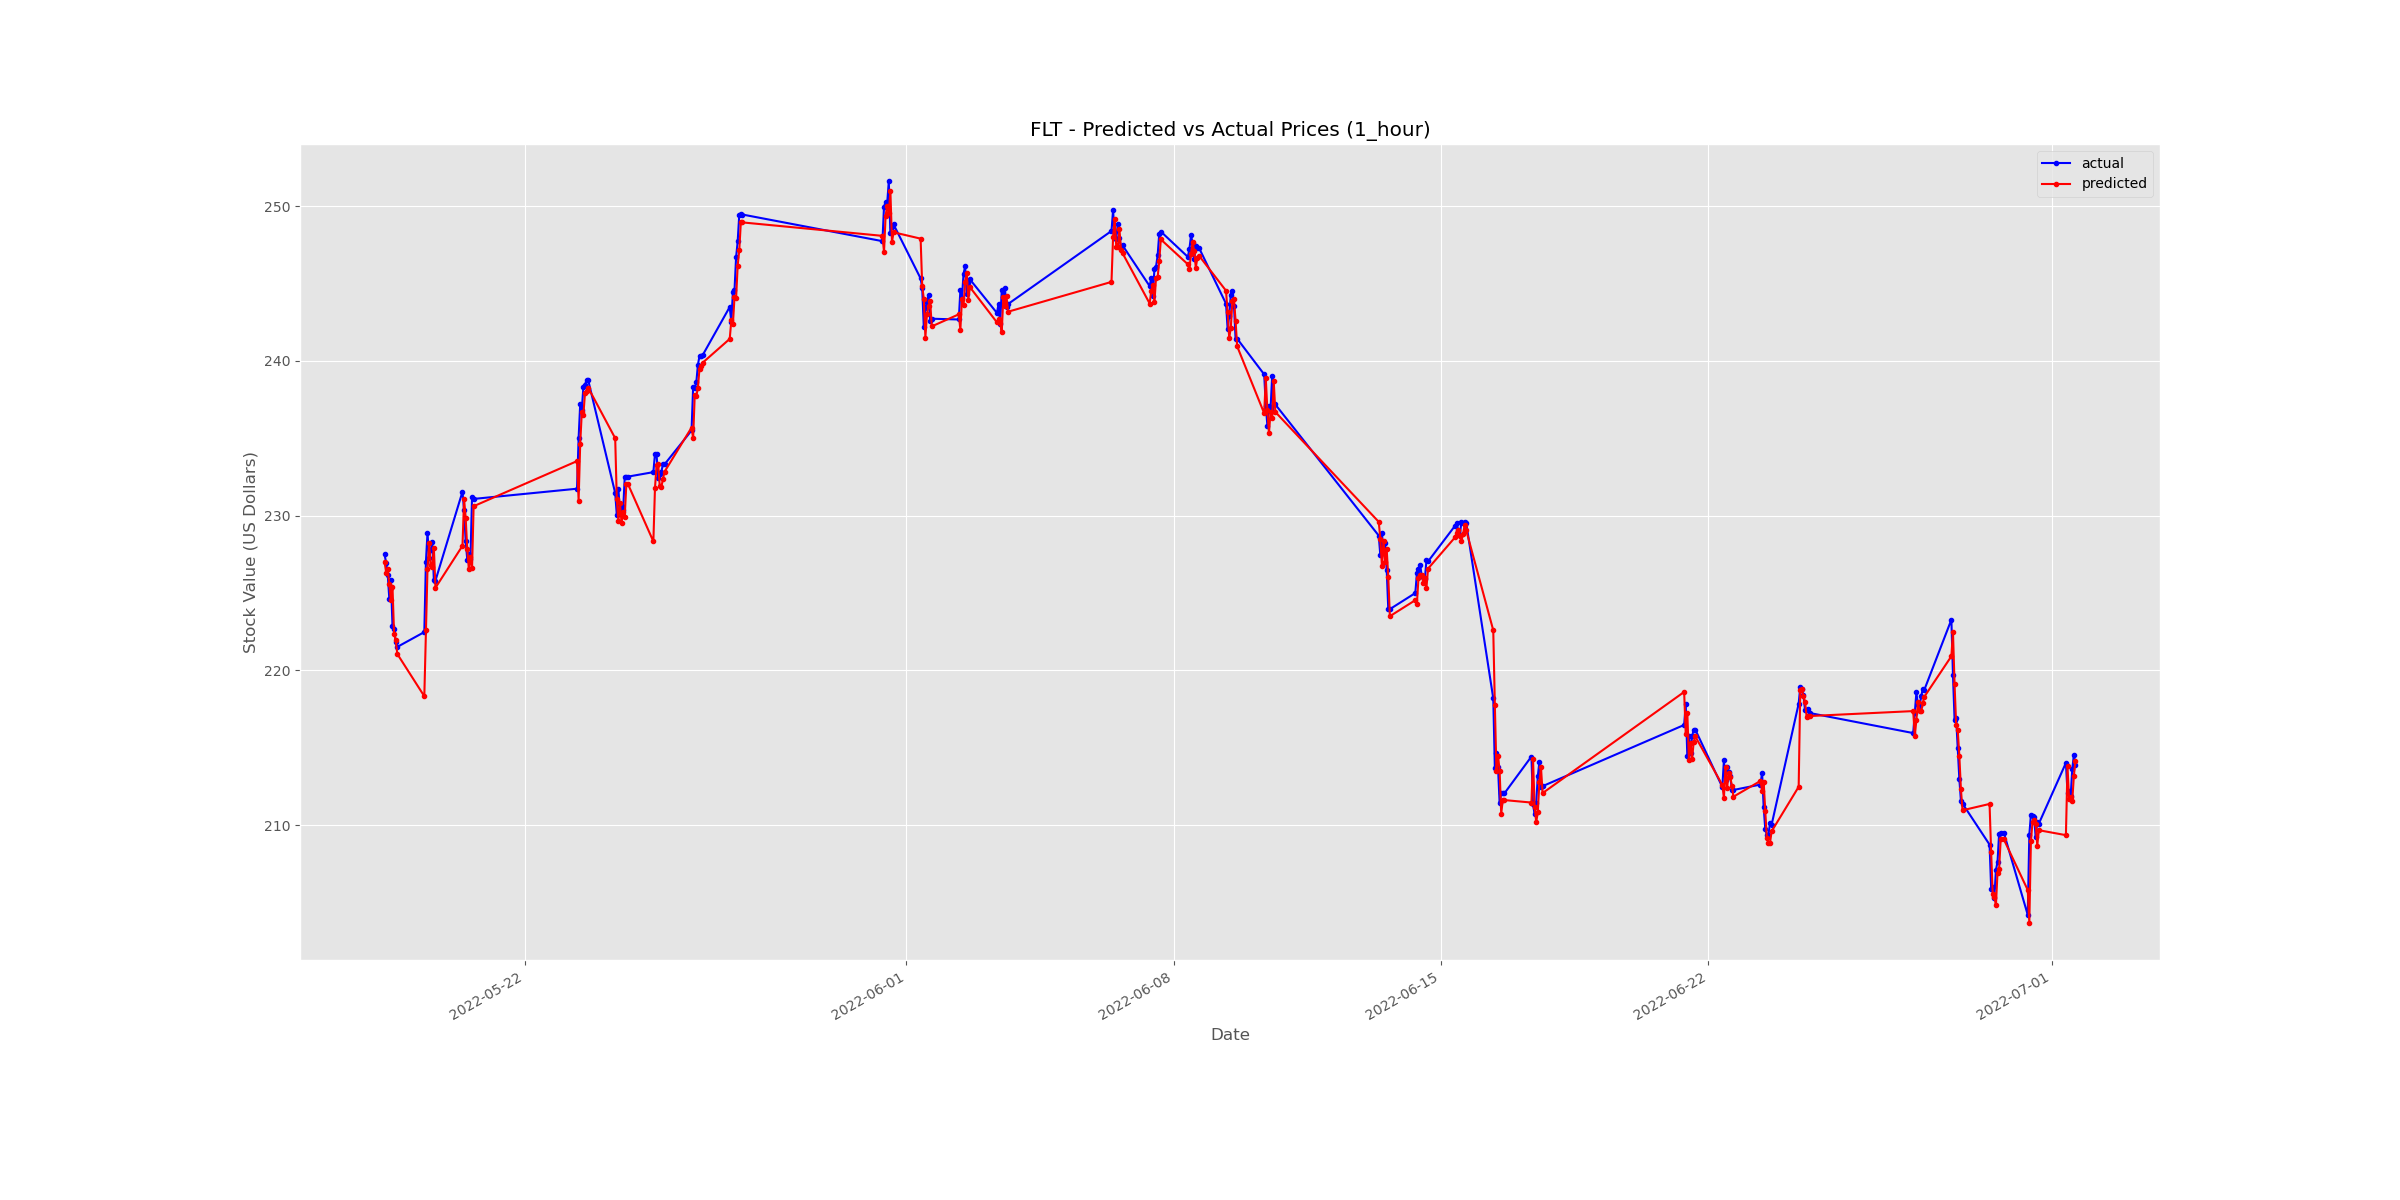 FLT - Predicted vs Actual Prices (1_hour)
actual
predicted
Stock Value (US Dollars)
250
240
230
220
210
2022-05-22
2022-06-01
2022-06-08
2022-06-15
2022-06-22
2022-07-01
Date